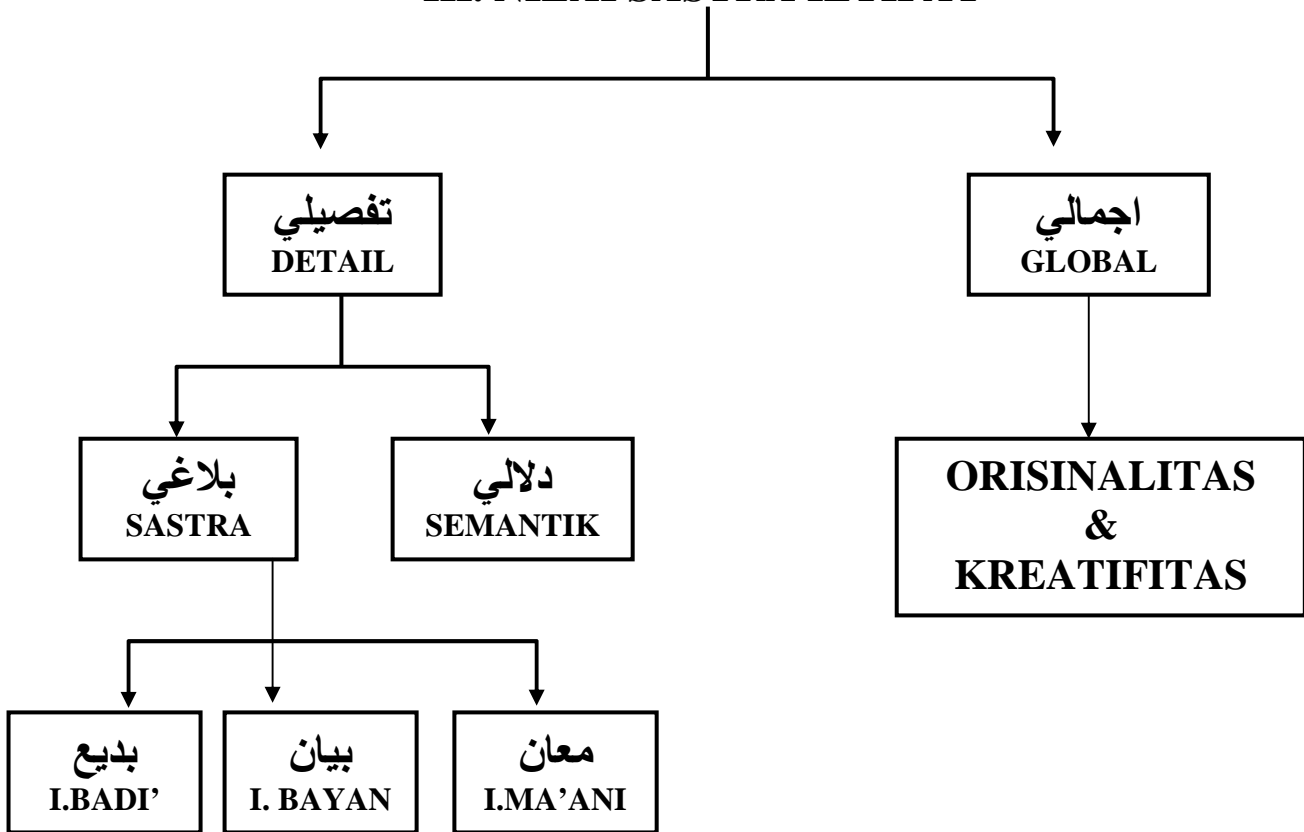 تفصيلي
DETAIL
اجمالي
GLOBAL
بلاغي
SASTRA
دلالي
SEMANTIK
ORISINALITAS
&
KREATIFITAS
بديع
I.BADI’
بيان
I. BAYAN
معان
I.MA’ANI